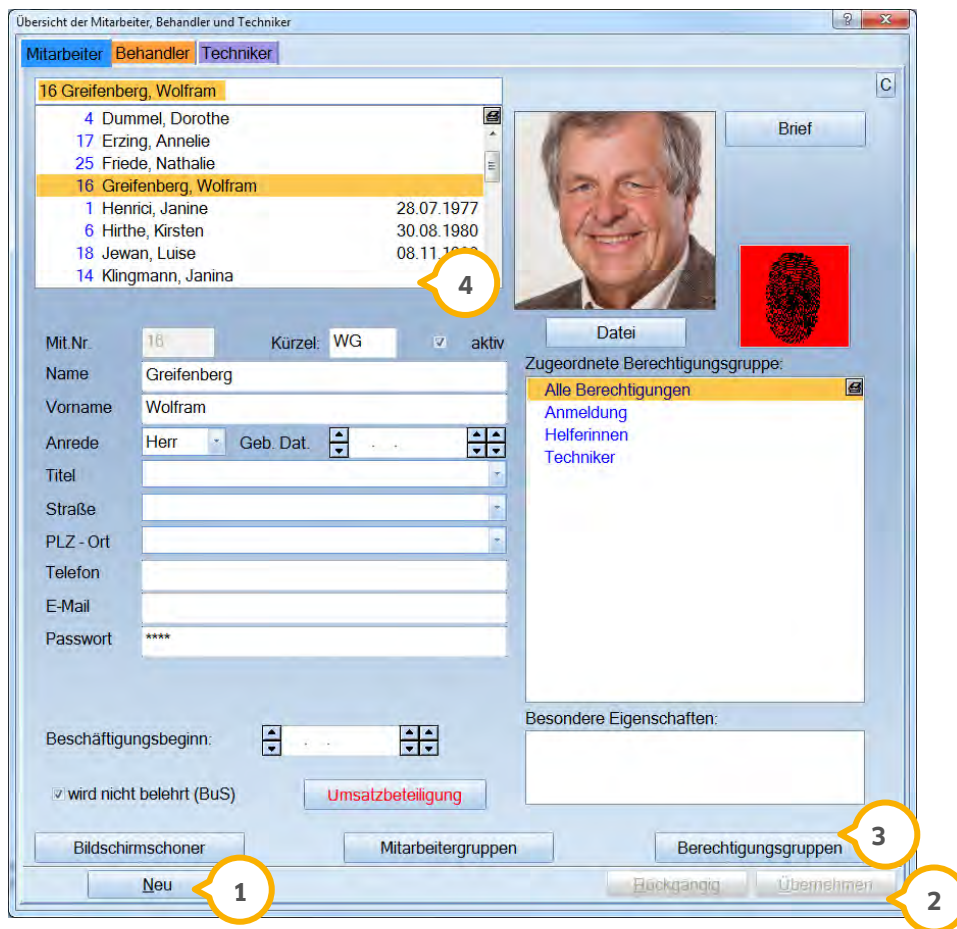 Übersicht der Mitarbeiter, Behandler und Techniker
Mitarbeiter Behandler Techniker
C
16 Greifenberg, Wolfram
4 Dummel, Dorothe
17 Erzing, Annelie
25 Friede, Nathalie
16 Greifenberg, Wolfram
1 Henrici, Janine 28.07.1977
6 Hirthe, Kirsten 30.08.1980
18 Jewan, Luise 08.11.
14 Klingmann, Janina
4
Brief
Datei
Mit.Nr. 16 Kürzel: WG aktiv
Name Greifenberg
Vorname Wolfram
Anrede Herr Geb. Dat. . .
Titel
Straße
PLZ - Ort
Telefon
E-Mail
Passwort ****
Zugeordnete Berechtigungsgruppe:
Alle Berechtigungen
Anmeldung
Helferinnen
Techniker
Beschäftigungsbeginn: . .
Besondere Eigenschaften:
wird nicht belehrt (BuS) Umsatzbeteiligung
Bildschirmschoner Mitarbeitergruppen Berechtigungsgruppen 3
Neu 1 Rückgängig Übernehmen 2